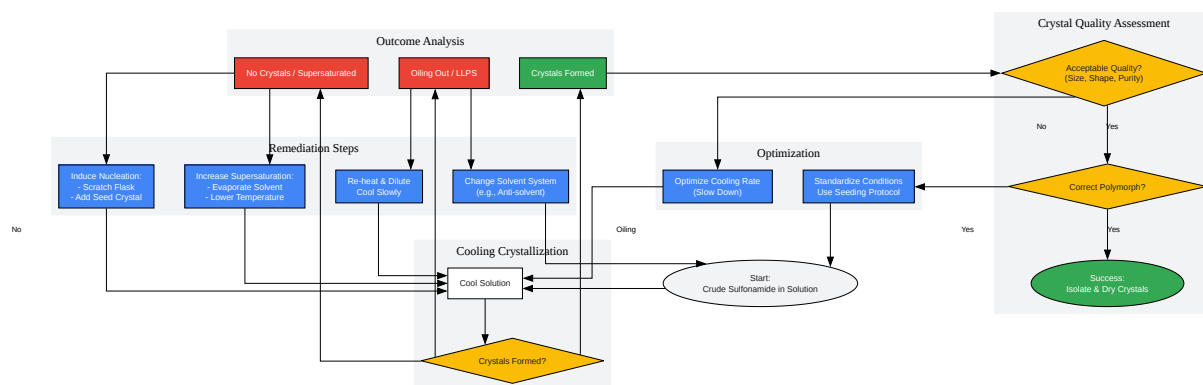 Crystal Quality Assessment
Outcome Analysis
No Crystals / Supersaturated
Oiling Out / LLPS
Crystals Formed
Acceptable Quality?
(Size, Shape, Purity)
No
Yes
Remediation Steps
Optimization
Induce Nucleation:
- Scratch Flask
- Add Seed Crystal
Increase Supersaturation:
- Evaporate Solvent
- Lower Temperature
Re-heat & Dilute
Cool Slowly
Change Solvent System
(e.g., Anti-solvent)
Optimize Cooling Rate
(Slow Down)
Standardize Conditions
Use Seeding Protocol
Correct Polymorph?
No
Oiling
Yes
Yes
Cooling Crystallization
Cool Solution
Start:
Crude Sulfonamide in Solution
Success:
Isolate & Dry Crystals
Crystals Formed?